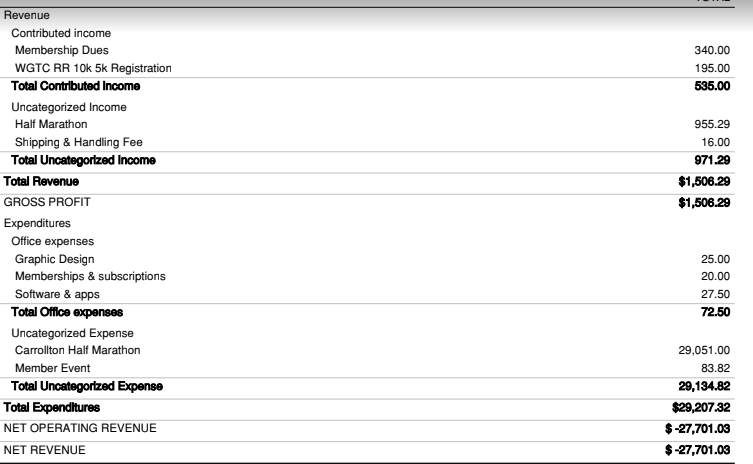 Revenue
Contributed income
Membership Dues 340.00
WGTC RR 10k 5k Registration 195.00
Total Contributed income 535.00
Uncategorized Income
Half Marathon 955.29
Shipping & Handling Fee 16.00
Total Uncategorized Income 971.29
Total Revenue $1,506.29
GROSS PROFIT $1,506.29
Expenditures
Office expenses
Graphic Design 25.00
Memberships & subscriptions 20.00
Software & apps 27.50
Total Office expenses 72.50
Uncategorized Expense
Carrollton Half Marathon 29,051.00
Member Event 83.82
Total Uncategorized Expense 29,134.82
Total Expenditures $29,207.32
NET OPERATING REVENUE $ -27,701.03
NET REVENUE $ -27,701.03